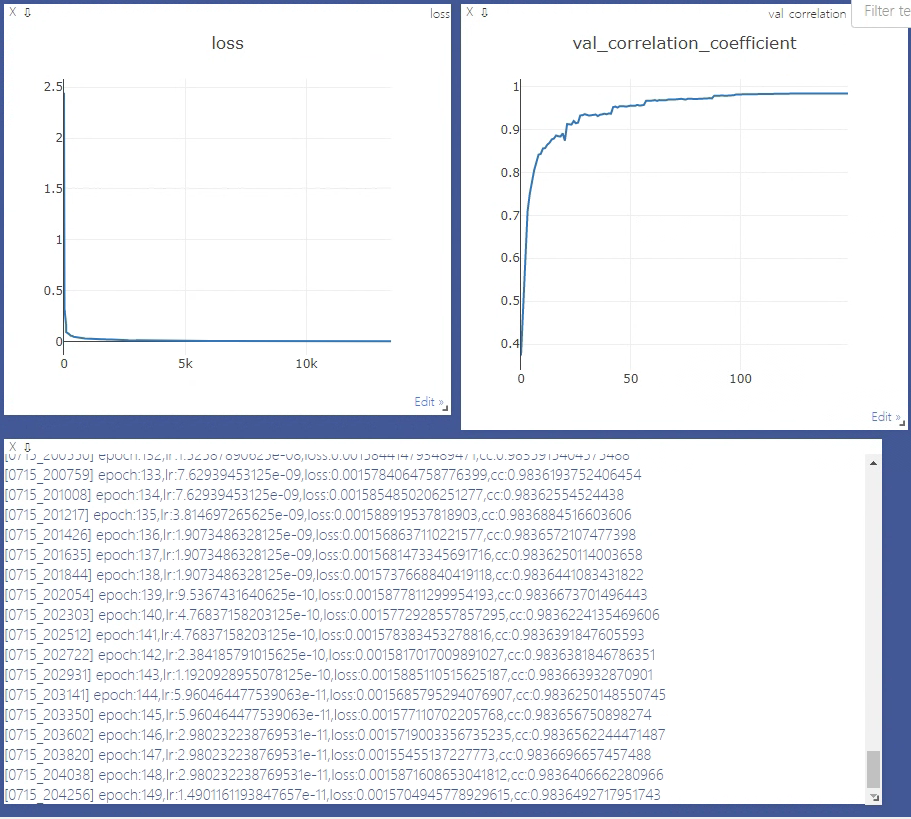 X ⇩ loss
loss
2.5
2
1.5
1
0.5
0
0 5k 10k
Edit »
X ⇩ val correlation
Filter te
val_correlation_coefficient
1
0.9
0.8
0.7
0.6
0.5
0.4
0 50 100
Edit »
X ⇩
[0715_200759] epoch:133,lr:7.62939453125e-09,loss:0.0015784064758776399,cc:0.9836193752406454
[0715_201008] epoch:134,lr:7.62939453125e-09,loss:0.0015854850206251277,cc:0.98362554524438
[0715_201217] epoch:135,lr:3.814697265625e-09,loss:0.001588919537818903,cc:0.9836884516603606
[0715_201426] epoch:136,lr:1.9073486328125e-09,loss:0.001568637110221577,cc:0.9836572107477398
[0715_201635] epoch:137,lr:1.9073486328125e-09,loss:0.0015681473345691716,cc:0.9836250114003658
[0715_201844] epoch:138,lr:1.9073486328125e-09,loss:0.0015737668840419118,cc:0.9836441083431822
[0715_202054] epoch:139,lr:9.5367431640625e-10,loss:0.0015877811299954193,cc:0.9836673701496443
[0715_202303] epoch:140,lr:4.76837158203125e-10,loss:0.0015772928557857295,cc:0.9836224135469606
[0715_202512] epoch:141,lr:4.76837158203125e-10,loss:0.001578383453278816,cc:0.9836391847605593
[0715_202722] epoch:142,lr:2.384185791015625e-10,loss:0.0015817017009891027,cc:0.9836381846786351
[0715_202931] epoch:143,lr:1.1920928955078125e-10,loss:0.0015885110515625187,cc:0.983663932870901
[0715_203141] epoch:144,lr:5.960464477539063e-11,loss:0.0015685795294076907,cc:0.9836250148550745
[0715_203350] epoch:145,lr:5.960464477539063e-11,loss:0.001577110702205768,cc:0.983656750898274
[0715_203602] epoch:146,lr:2.980232238769531e-11,loss:0.0015719003356735235,cc:0.9836562244471487
[0715_203820] epoch:147,lr:2.980232238769531e-11,loss:0.00155455137227773,cc:0.9836696657457488
[0715_204038] epoch:148,lr:2.980232238769531e-11,loss:0.0015871608653041812,cc:0.9836406662280966
[0715_204256] epoch:149,lr:1.4901161193847657e-11,loss:0.0015704945778929615,cc:0.9836492717951743